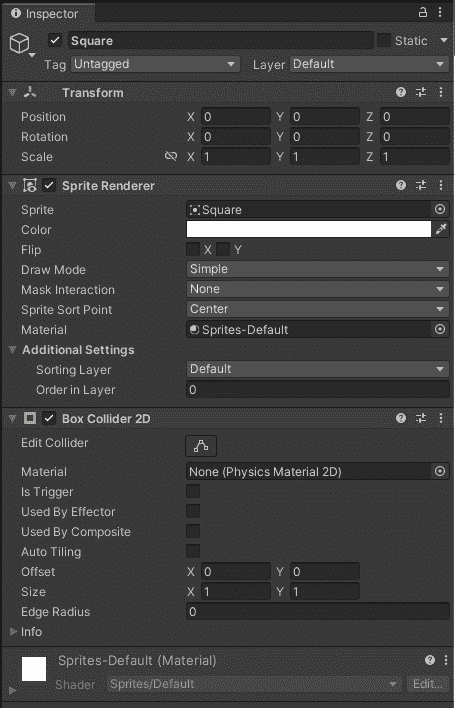 Inspector
Square Static
Tag Untagged Layer Default
Transform
Position X 0 Y 0 Z 0
Rotation X 0 Y 0 Z 0
Scale X 1 Y 1 Z 1
Sprite Renderer
Sprite Square
Color
Flip X Y
Draw Mode Simple
Mask Interaction None
Sprite Sort Point Center
Material Sprites-Default
Additional Settings
Sorting Layer Default
Order in Layer 0
Box Collider 2D
Edit Collider
Material None (Physics Material 2D)
Is Trigger
Used By Effector
Used By Composite
Auto Tiling
Offset X 0 Y 0
Size X 1 Y 1
Edge Radius 0
Info
Sprites-Default (Material)
Shader Sprites/Default Edit...